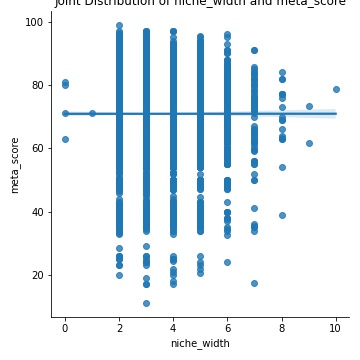 Joint Distribution of niche_width and meta_score
100
80
60
40
20
meta_score
0 2 4 6 8 10
niche_width